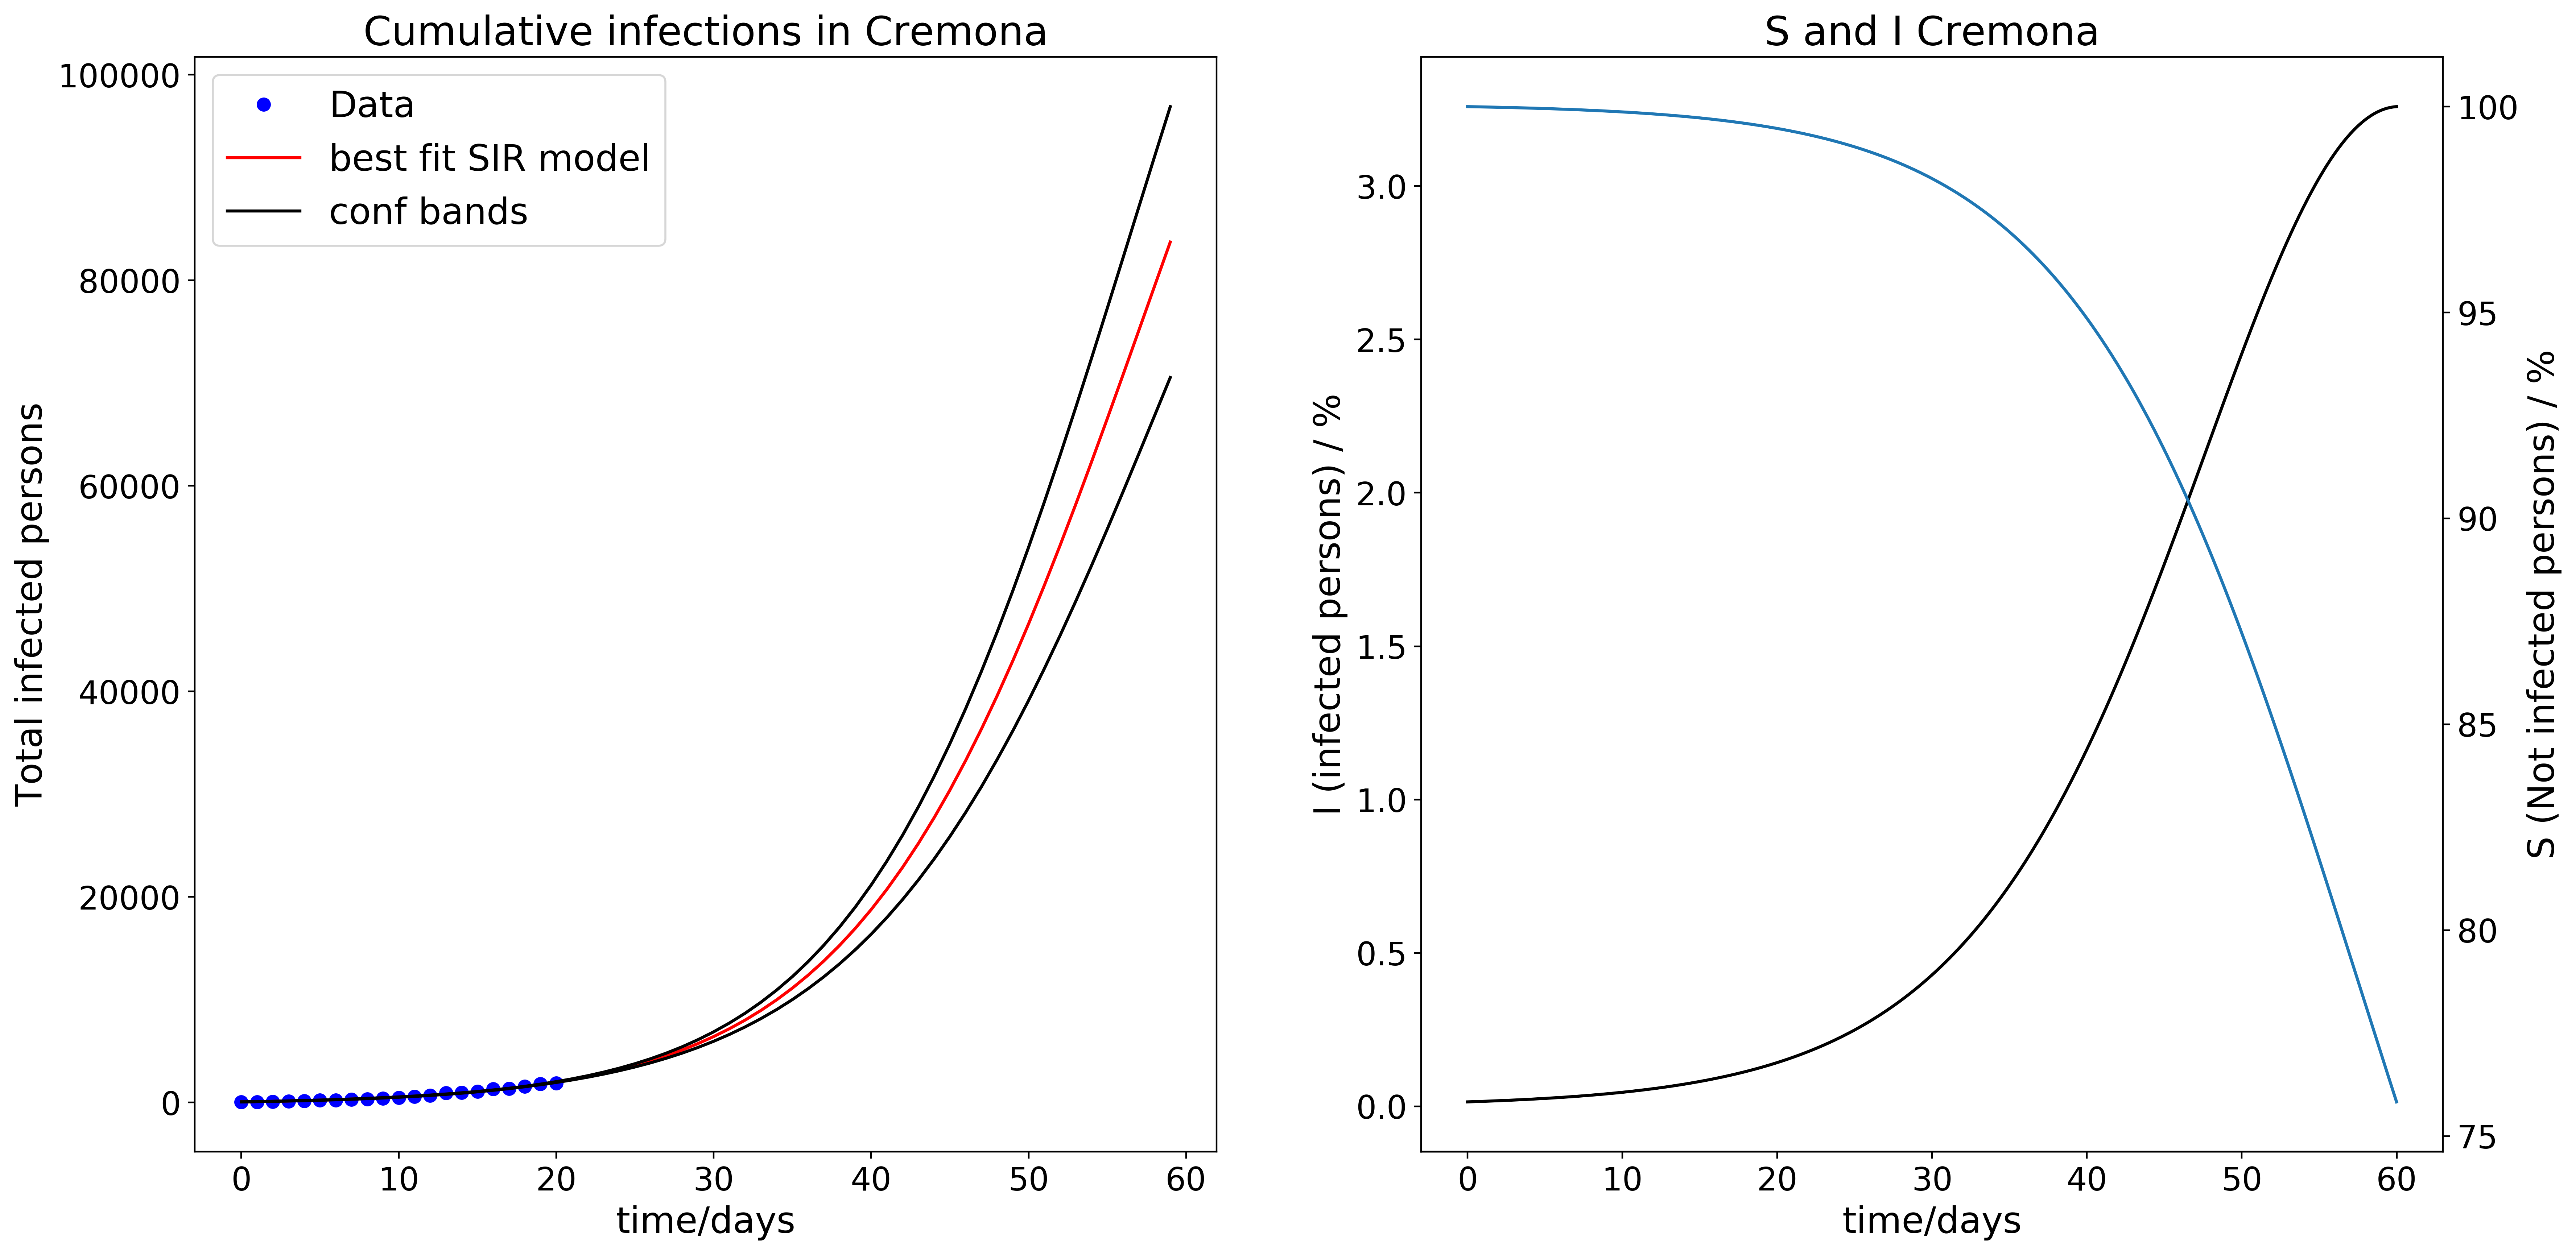 Cumulative infections in Cremona
100000
80000
60000
40000
20000
0
Total infected persons
Data
best fit SIR model
conf bands
0 10 20 30 40 50 60
time/days
S and I Cremona
3.0
2.5
2.0
1.5
1.0
0.5
0.0
I (infected persons) / %
100
95
90
85
80
75
S (Not infected persons) / %
0 10 20 30 40 50 60
time/days